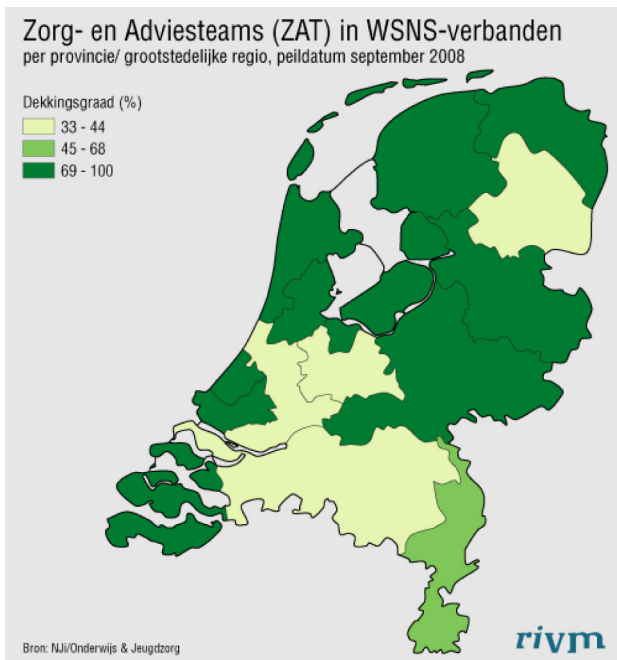 Zorg- en Adviesteams (ZAT) in WSNS-verbanden
per provincie/ grootstedelijke regio, peildatum september 2008
Dekkingsgraad (%)
33 - 44
45 - 68
69 - 100
Bron: NJi/Onderwijs & Jeugdzorg
rivm